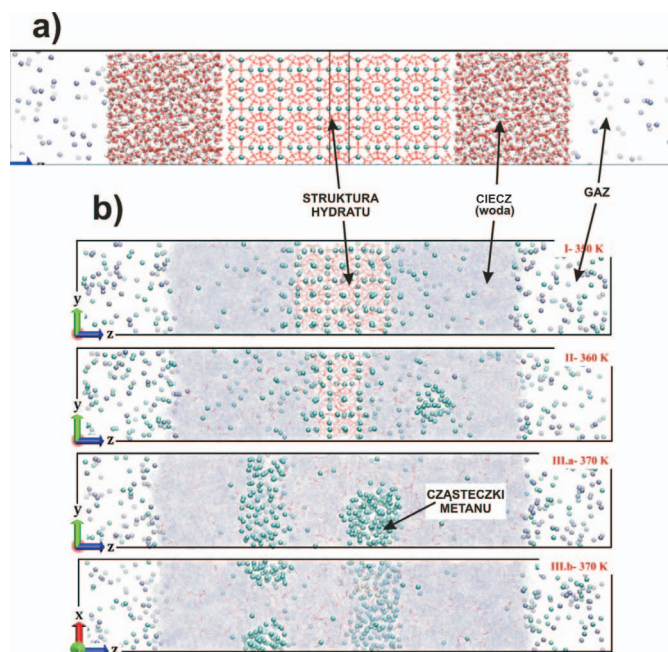 a)
z
STRUKTURA
HYDRATU
CIECZ
(woda)
GAZ
b)
I- 350 K
y
z
II- 360 K
y
z
III.a- 370 K
CZĄSTECZKI
METANU
y
z
III.b- 370 K
x
z